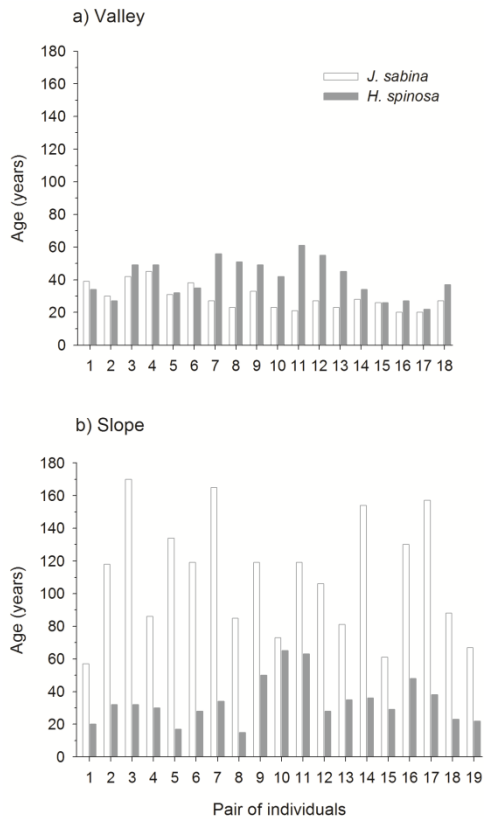 a) Valley
180
160
140
120
100
80
60
40
20
0
Age (years)
J. sabina
H. spinosa
1 2 3 4 5 6 7 8 9 10 11 12 13 14 15 16 17 18
b) Slope
180
160
140
120
100
80
60
40
20
0
Age (years)
1 2 3 4 5 6 7 8 9 10 11 12 13 14 15 16 17 18 19
Pair of individuals